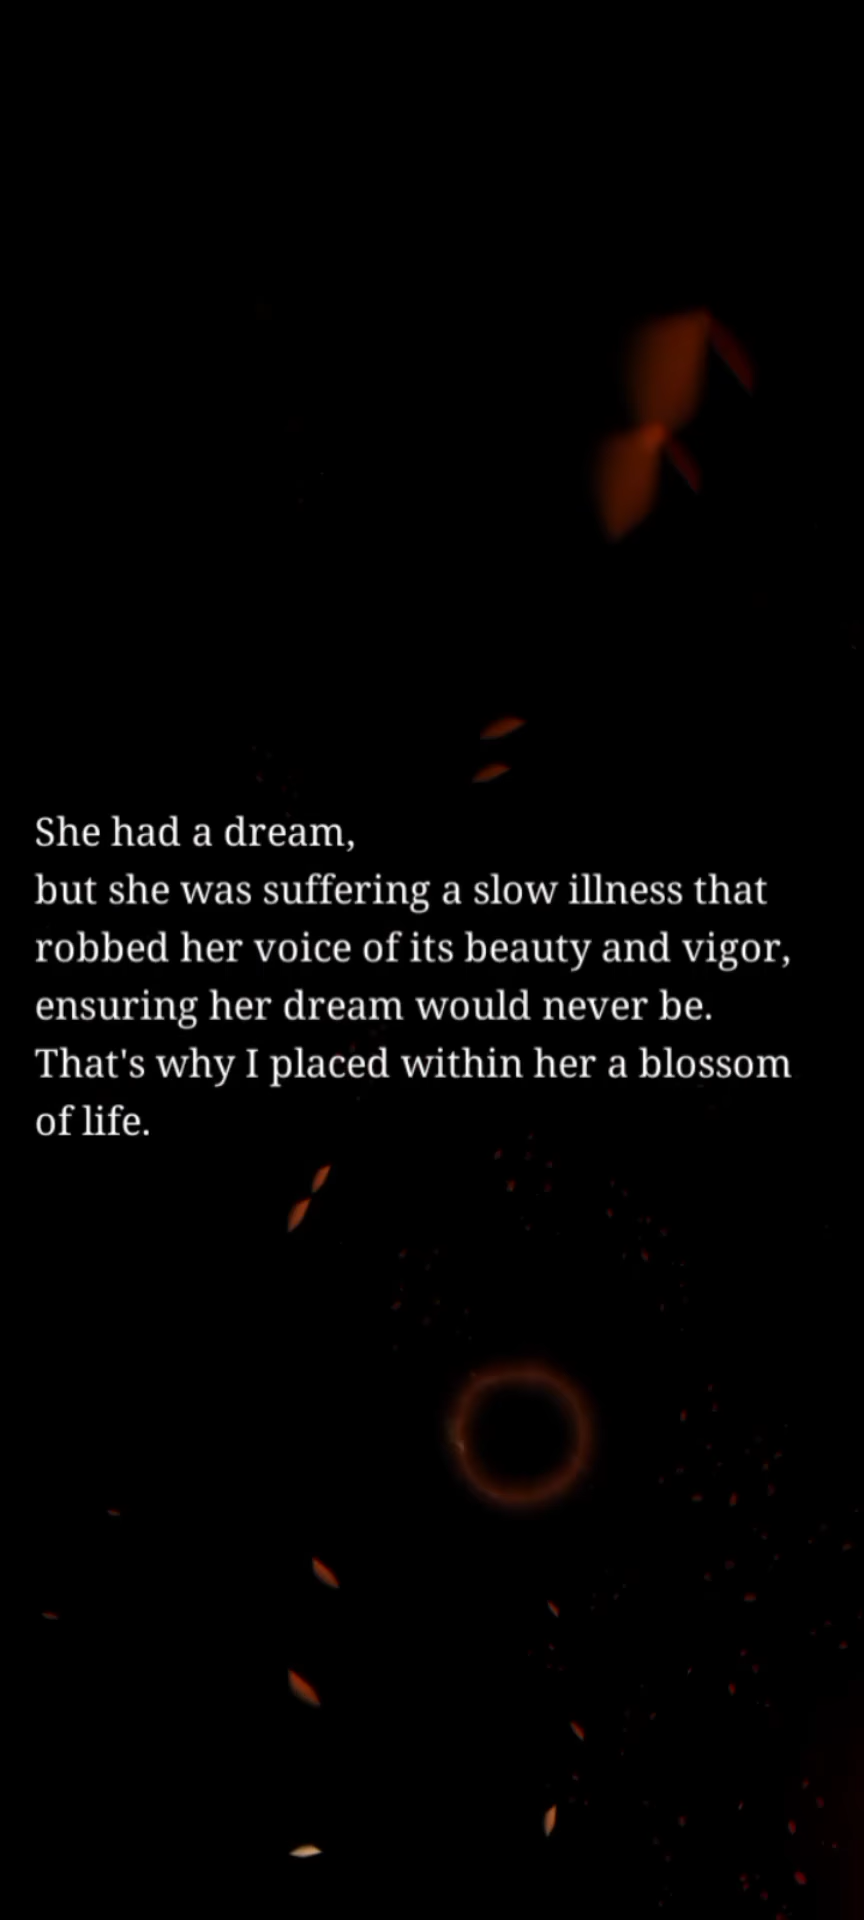 She had a dream,
but she was suffering a slow illness that
robbed her voice of its beauty and vigor,
ensuring her dream would never be.
That's why I placed within her a blossom
of life.